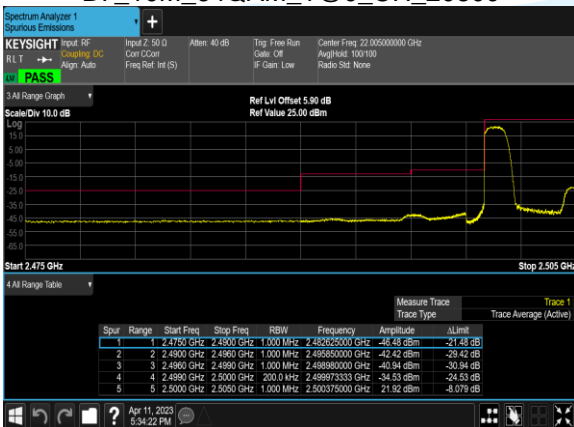 Spectrum Analyzer 1
Spurious Emissions
+
KEYSIGHT Input: RF Input Z: 50 Ω Atten: 40 dB Trig: Free Run Center Freq: 22.005000000 GHz
RLT Coupling: DC Corr CCorr Gate: Off Avg|Hold: 100/100
Align: Auto Freq Ref: Int (S) IF Gain: Low Radio Std: None
LW PASS
3 All Range Graph
Ref Lvl Offset 5.90 dB
Scale/Div 10.0 dB Ref Value 25.00 dBm
Log
15.0
5.00
-5.00
-15.0
-25.0
-35.0
-45.0
-55.0
-65.0
Start 2.475 GHz Stop 2.505 GHz
4 All Range Table
Measure Trace Trace 1
Trace Type Trace Average (Active)
Spur Range Start Freq Stop Freq RBW Frequency Amplitude ΔLimit
1 1 2.4750 GHz 2.4900 GHz 1.000 MHz 2.482625000 GHz -46.48 dBm -21.48 dB
2 2 2.4900 GHz 2.4960 GHz 1.000 MHz 2.495850000 GHz -42.42 dBm -29.42 dB
3 3 2.4960 GHz 2.4990 GHz 1.000 MHz 2.498980000 GHz -40.94 dBm -30.94 dB
4 4 2.4990 GHz 2.5000 GHz 200.0 kHz 2.499973333 GHz -34.53 dBm -24.53 dB
5 5 2.5000 GHz 2.5050 GHz 1.000 MHz 2.500375000 GHz 21.92 dBm -8.079 dB
?
Apr 11, 2023
5:34:22 PM